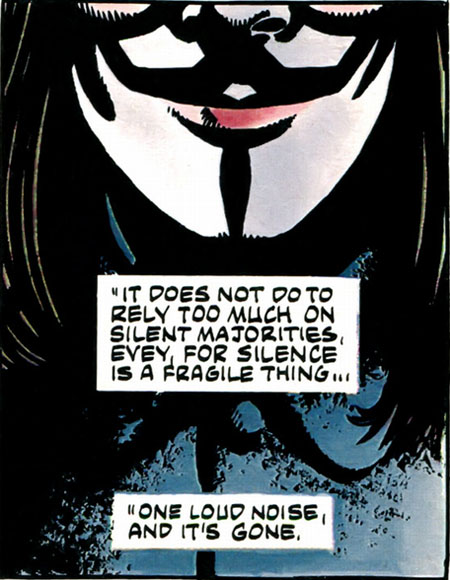 "IT DOES NOT DO TO
RELY TOO MUCH ON
SILENT MAJORITIES,
EVEY, FOR SILENCE
IS A FRAGILE THING...
"ONE LOUD NOISE,
AND IT'S GONE.